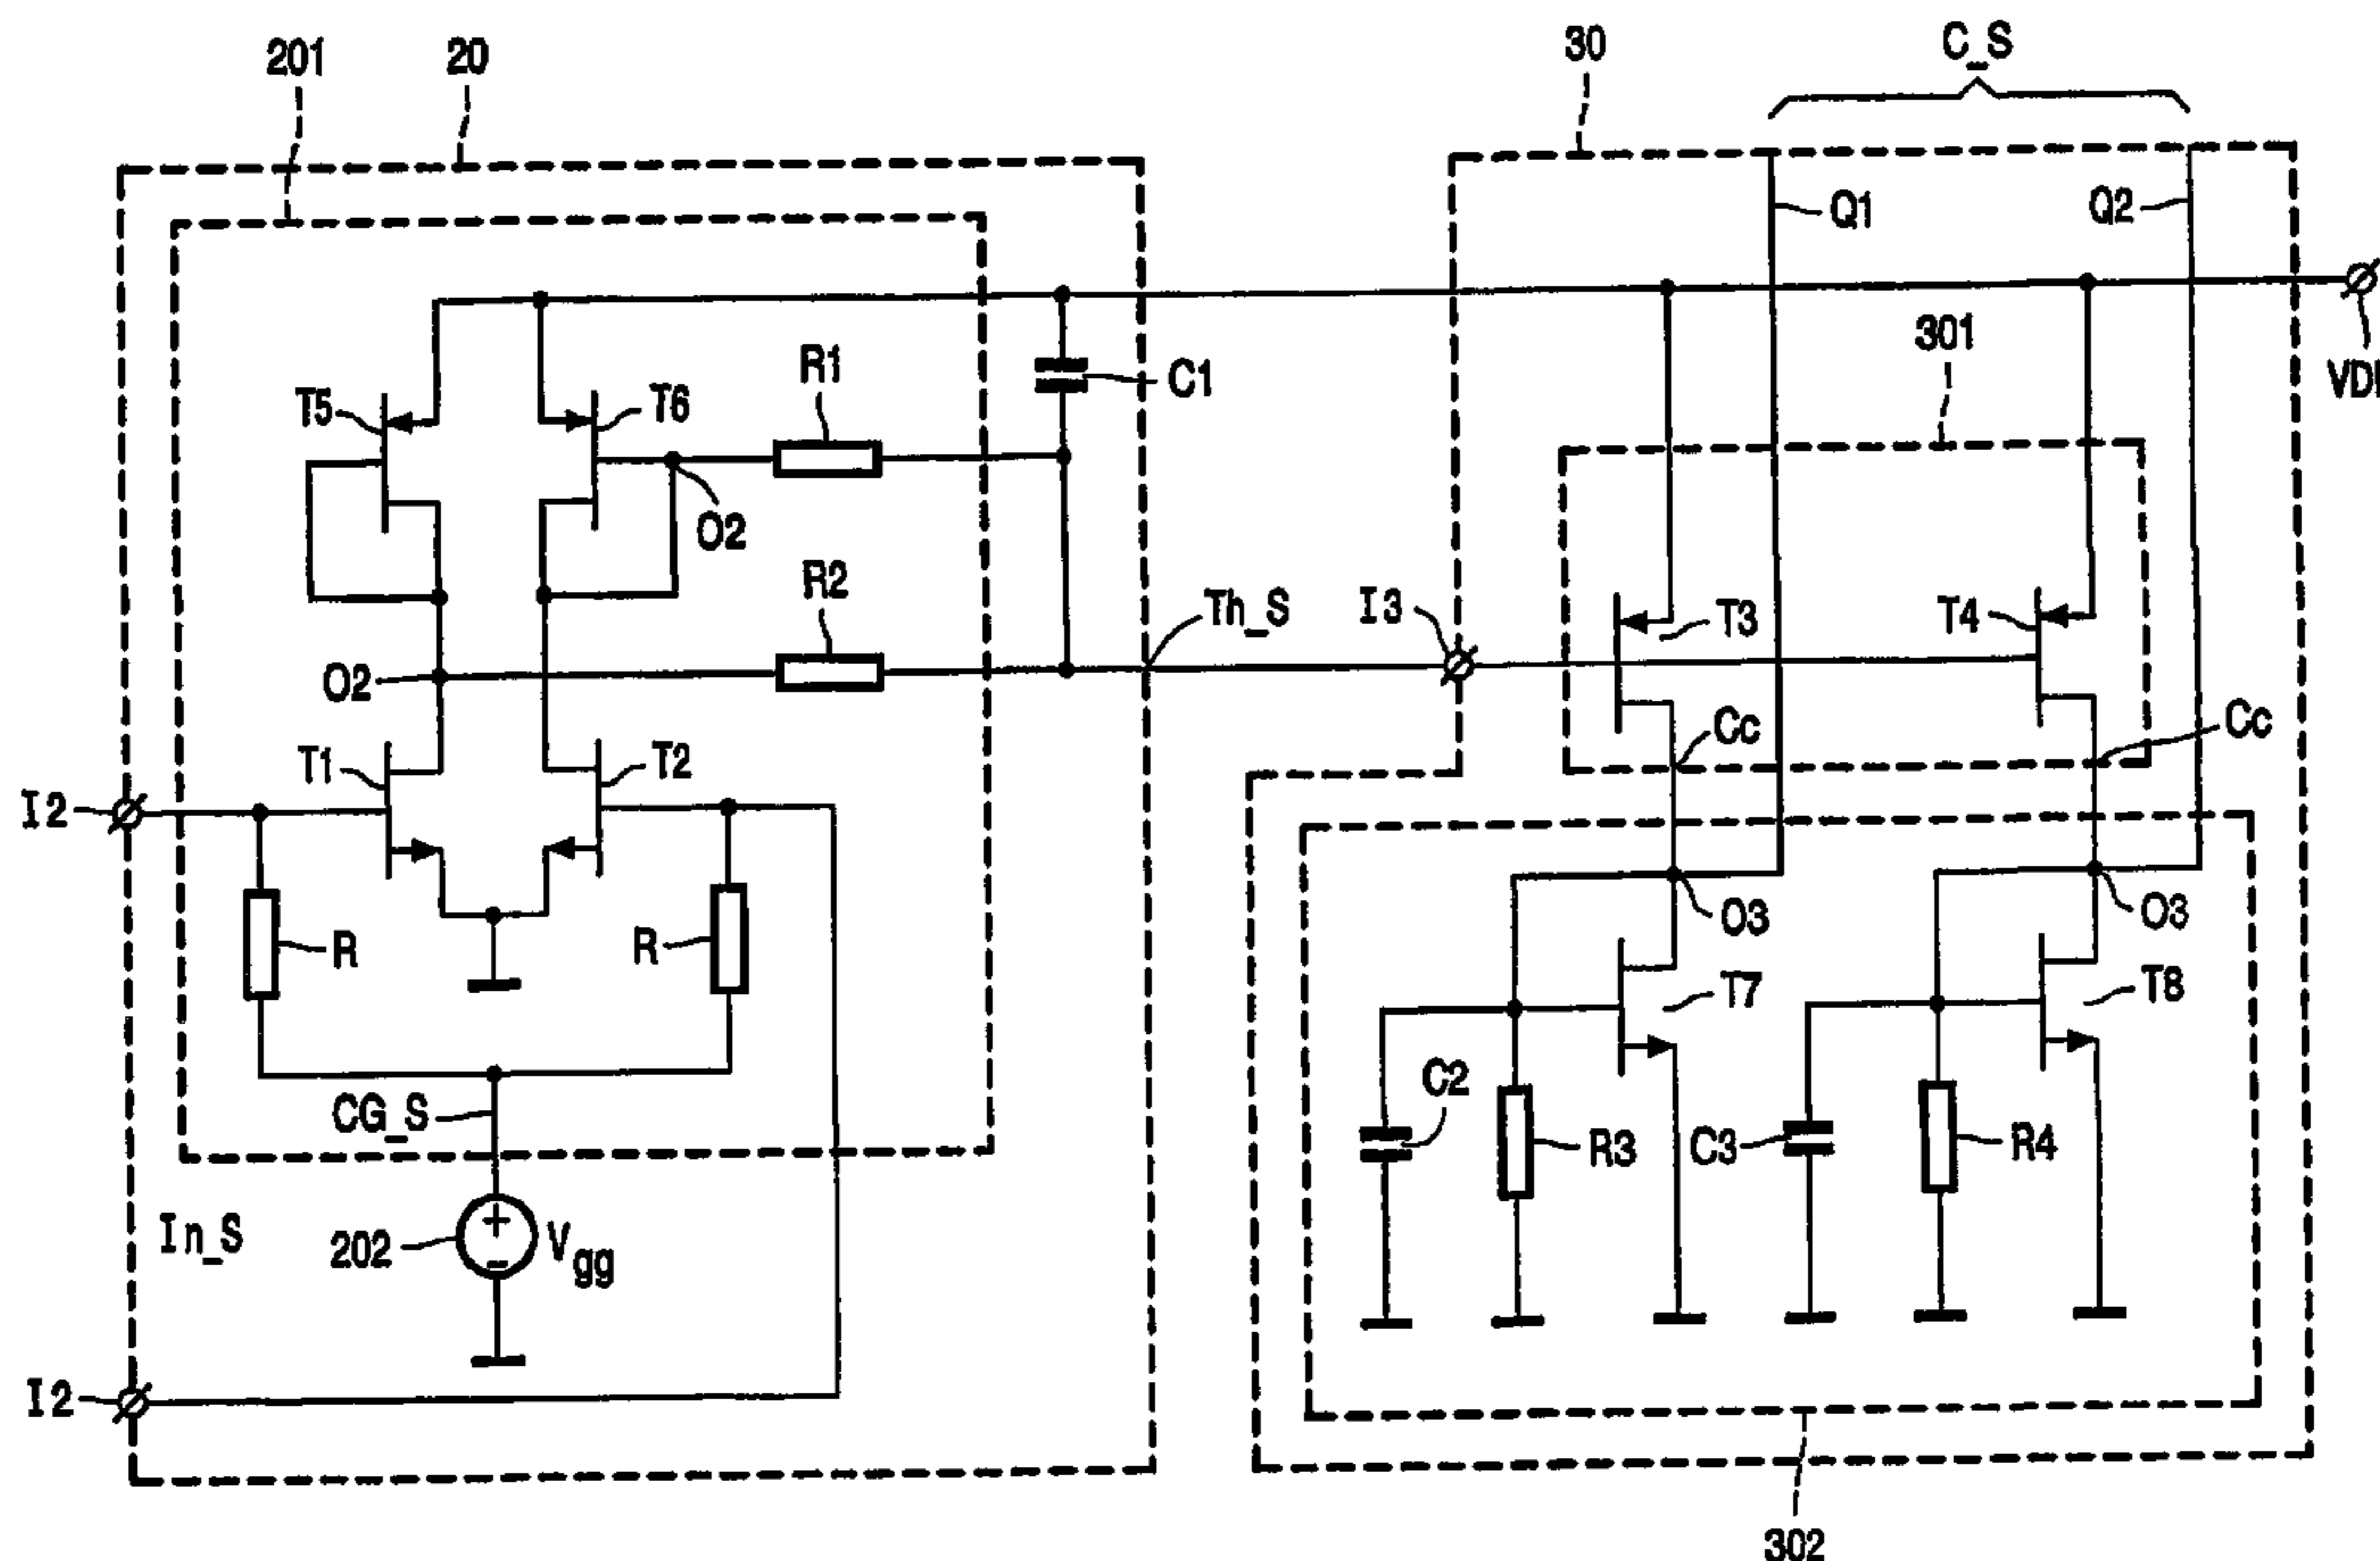 201
20
30
C_S
Q1
Q2
R1
C1
301
T5
T6
VD
O2
R2
Th_S
I3
T3
T4
O2
Cc
Cc
T1
T2
I2
O3
O3
R
R
T7
T8
CG_S
C2
R3
C3
R4
In_S
202
+
-
Vgg
I2
302